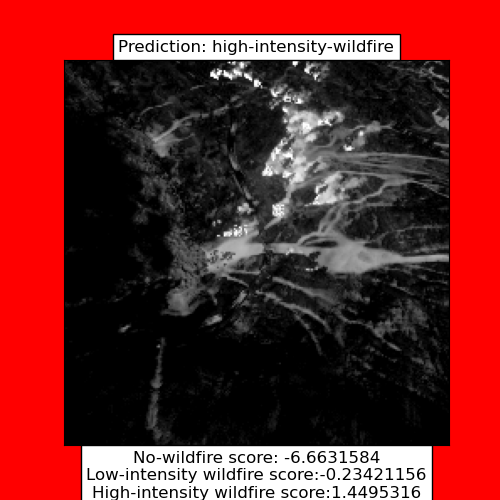 Prediction: high-intensity-wildfire
No-wildfire score: -6.6631584
Low-intensity wildfire score:-0.23421156
High-intensity wildfire score:1.4495316